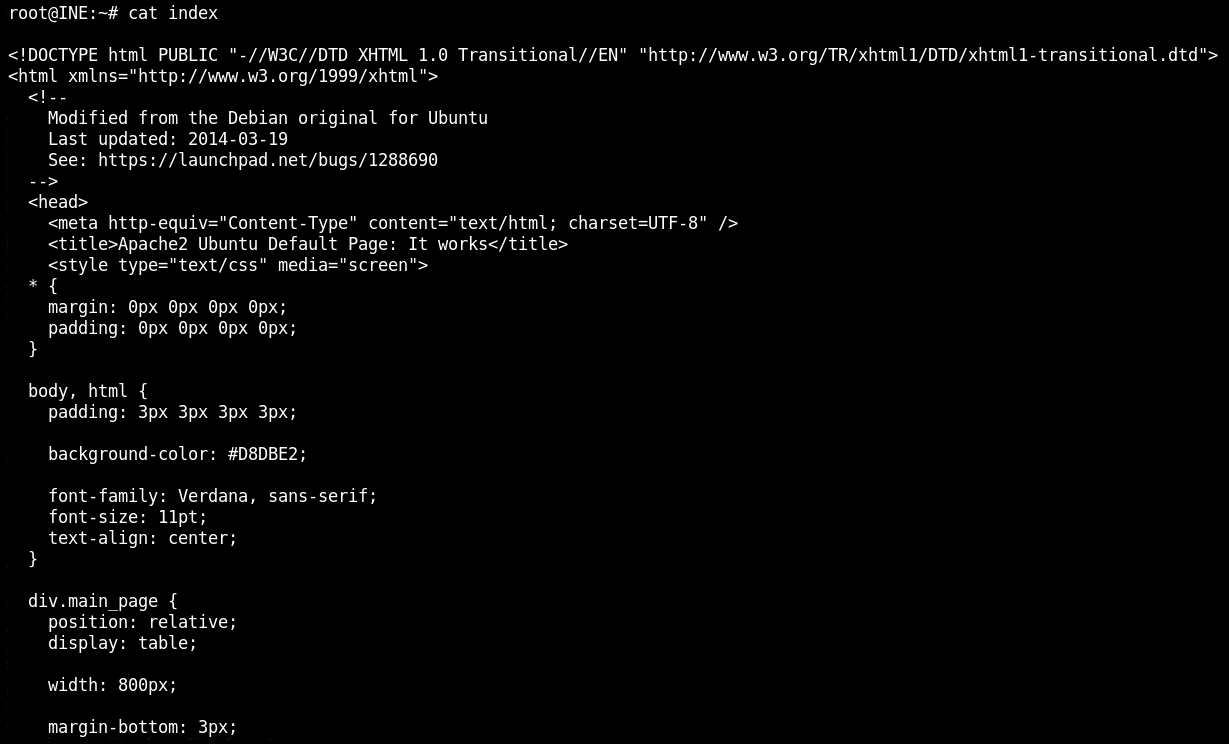 root@INE:~# cat index

<!DOCTYPE html PUBLIC "-//W3C//DTD XHTML 1.0 Transitional//EN" "http://www.w3.org/TR/xhtml1/DTD/xhtml1-transitional.dtd">
<html xmlns="http://www.w3.org/1999/xhtml">
  <!--
    Modified from the Debian original for Ubuntu
    Last updated: 2014-03-19
    See: https://launchpad.net/bugs/1288690
  -->
  <head>
    <meta http-equiv="Content-Type" content="text/html; charset=UTF-8" />
    <title>Apache2 Ubuntu Default Page: It works</title>
    <style type="text/css" media="screen">
  * {
    margin: 0px 0px 0px 0px;
    padding: 0px 0px 0px 0px;
  }

  body, html {
    padding: 3px 3px 3px 3px;

    background-color: #D8DBE2;

    font-family: Verdana, sans-serif;
    font-size: 11pt;
    text-align: center;
  }

  div.main_page {
    position: relative;
    display: table;

    width: 800px;

    margin-bottom: 3px;